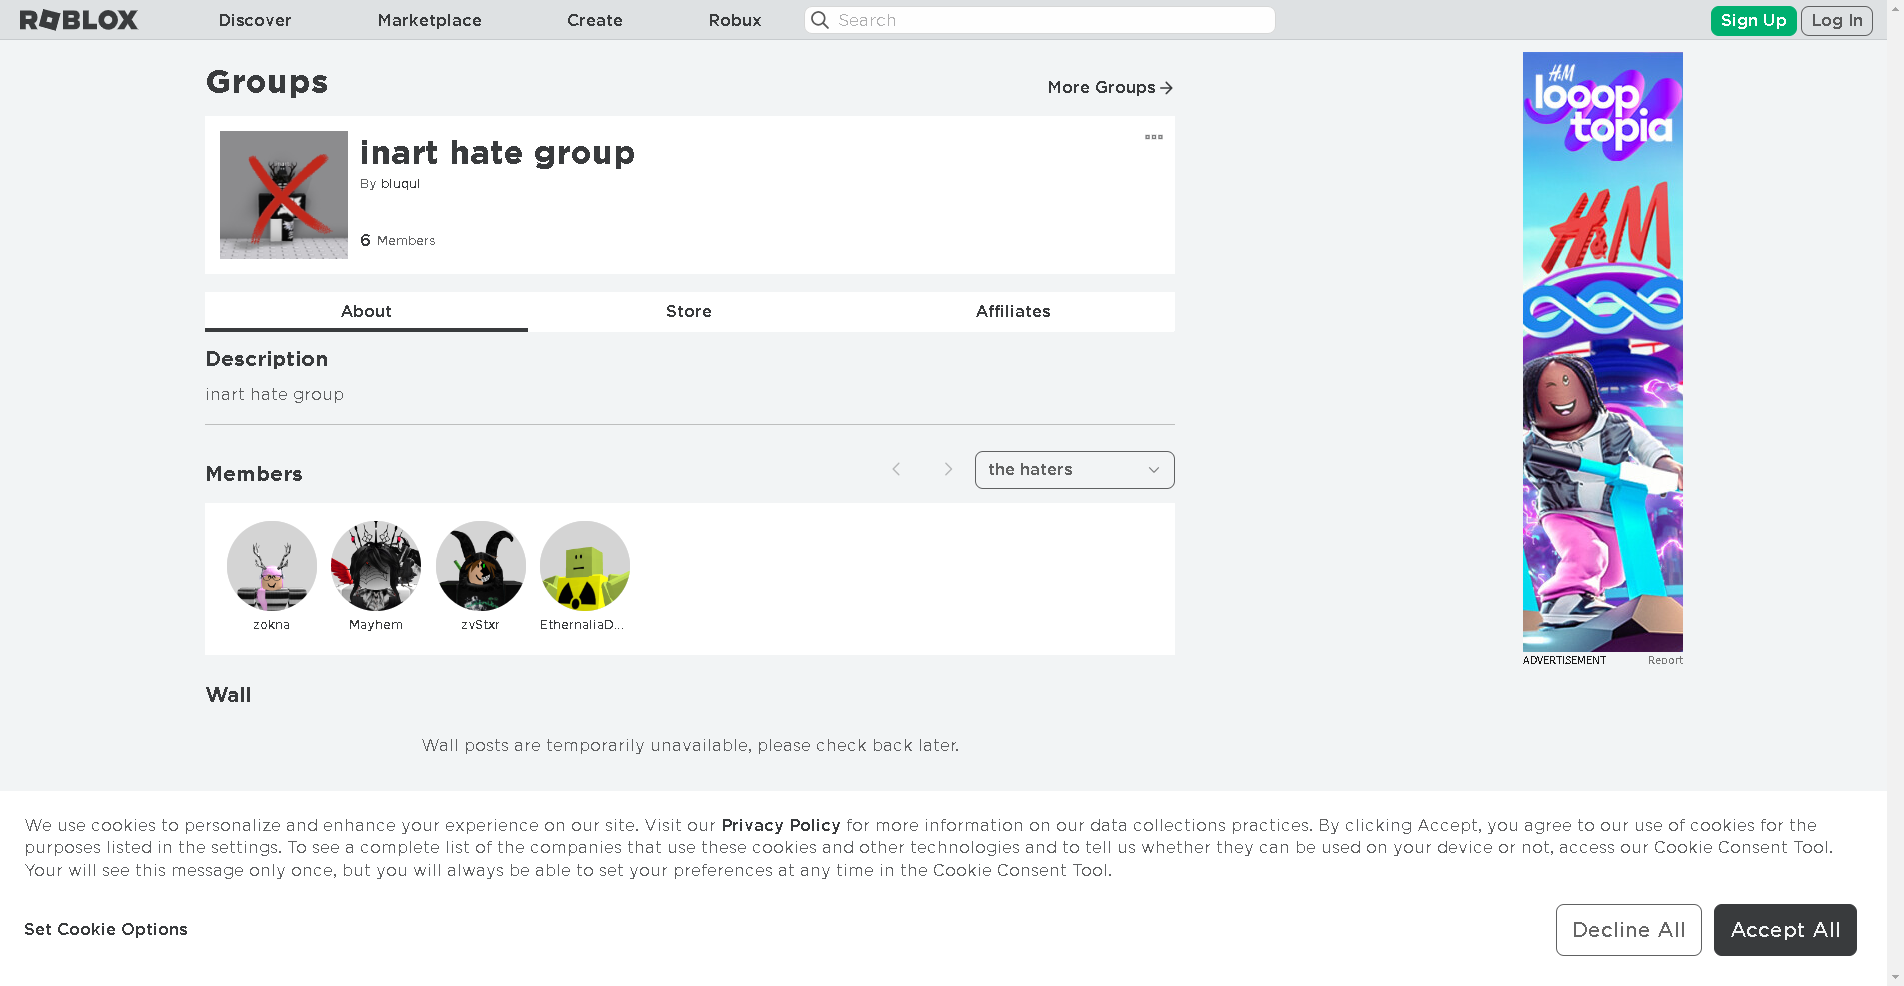 ROBLOX Discover Marketplace Create Robux Search Sign Up Log In
Groups
More Groups
inart hate group
By bluqul
6 Members
About Store Affiliates
Description
inart hate group
Members
the haters
zokna Mayhem zvStxr EthernaliaD...
Wall
Wall posts are temporarily unavailable, please check back later.
H&M
looop
topia
H&M
ADVERTISEMENT Report
We use cookies to personalize and enhance your experience on our site. Visit our Privacy Policy for more information on our data collections practices. By clicking Accept, you agree to our use of cookies for the
purposes listed in the settings. To see a complete list of the companies that use these cookies and other technologies and to tell us whether they can be used on your device or not, access our Cookie Consent Tool.
Your will see this message only once, but you will always be able to set your preferences at any time in the Cookie Consent Tool.
Set Cookie Options
Decline All Accept All